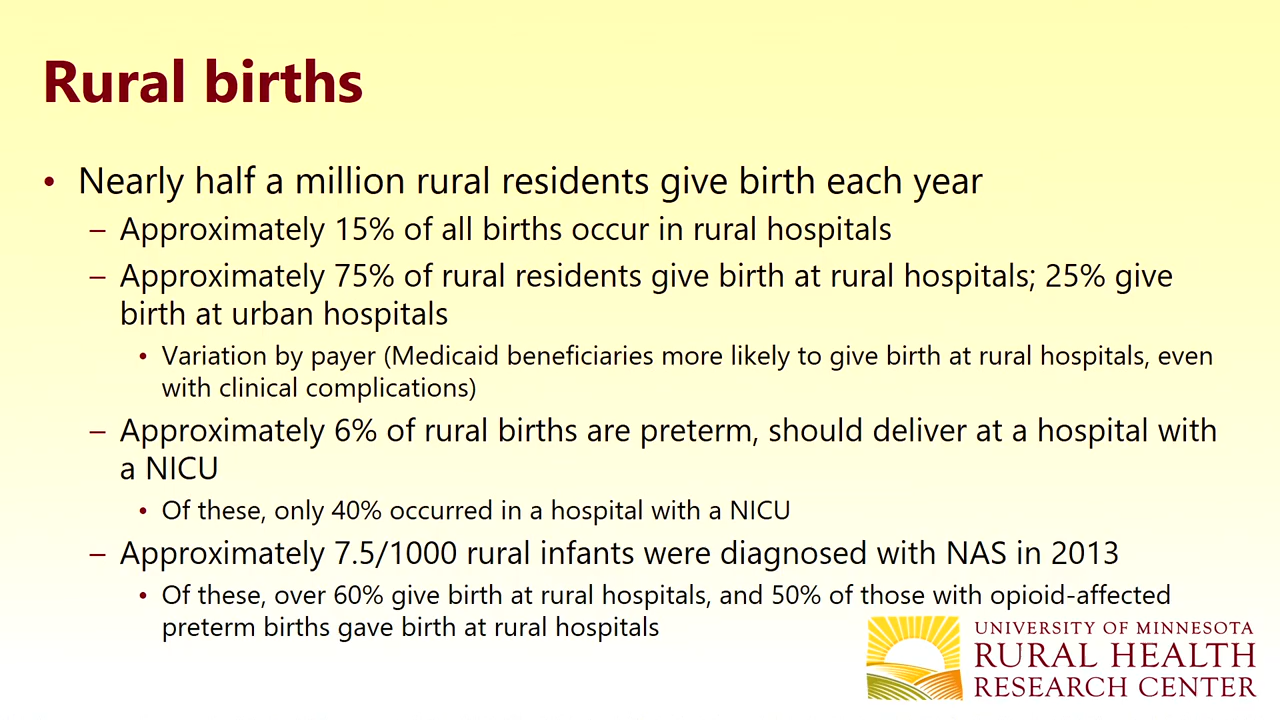 Rural births
• Nearly half a million rural residents give birth each year
– Approximately 15% of all births occur in rural hospitals
– Approximately 75% of rural residents give birth at rural hospitals; 25% give
birth at urban hospitals
• Variation by payer (Medicaid beneficiaries more likely to give birth at rural hospitals, even
with clinical complications)
– Approximately 6% of rural births are preterm, should deliver at a hospital with
a NICU
• Of these, only 40% occurred in a hospital with a NICU
– Approximately 7.5/1000 rural infants were diagnosed with NAS in 2013
• Of these, over 60% give birth at rural hospitals, and 50% of those with opioid-affected
preterm births gave birth at rural hospitals
UNIVERSITY OF MINNESOTA
RURAL HEALTH
RESEARCH CENTER